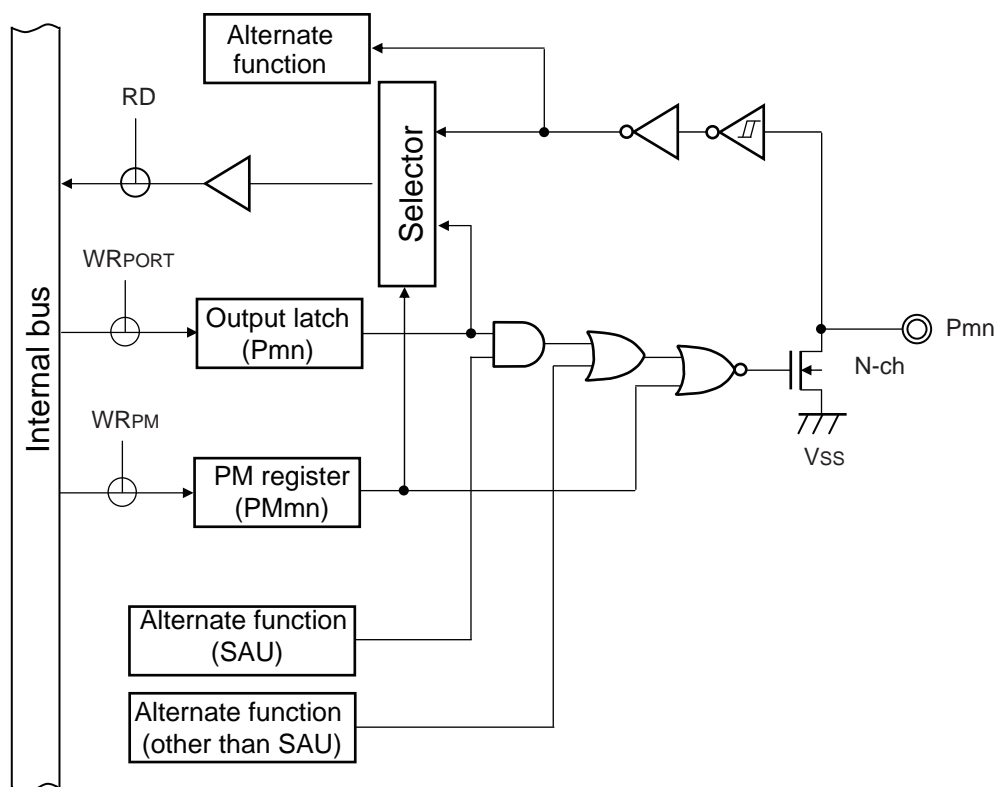 Alternate
function
RD
Selector
WRPORT
Output latch
(Pmn)
Pmn
N-ch
VSS
Internal bus
WRPM
PM register
(PMmn)
Alternate function
(SAU)
Alternate function
(other than SAU)